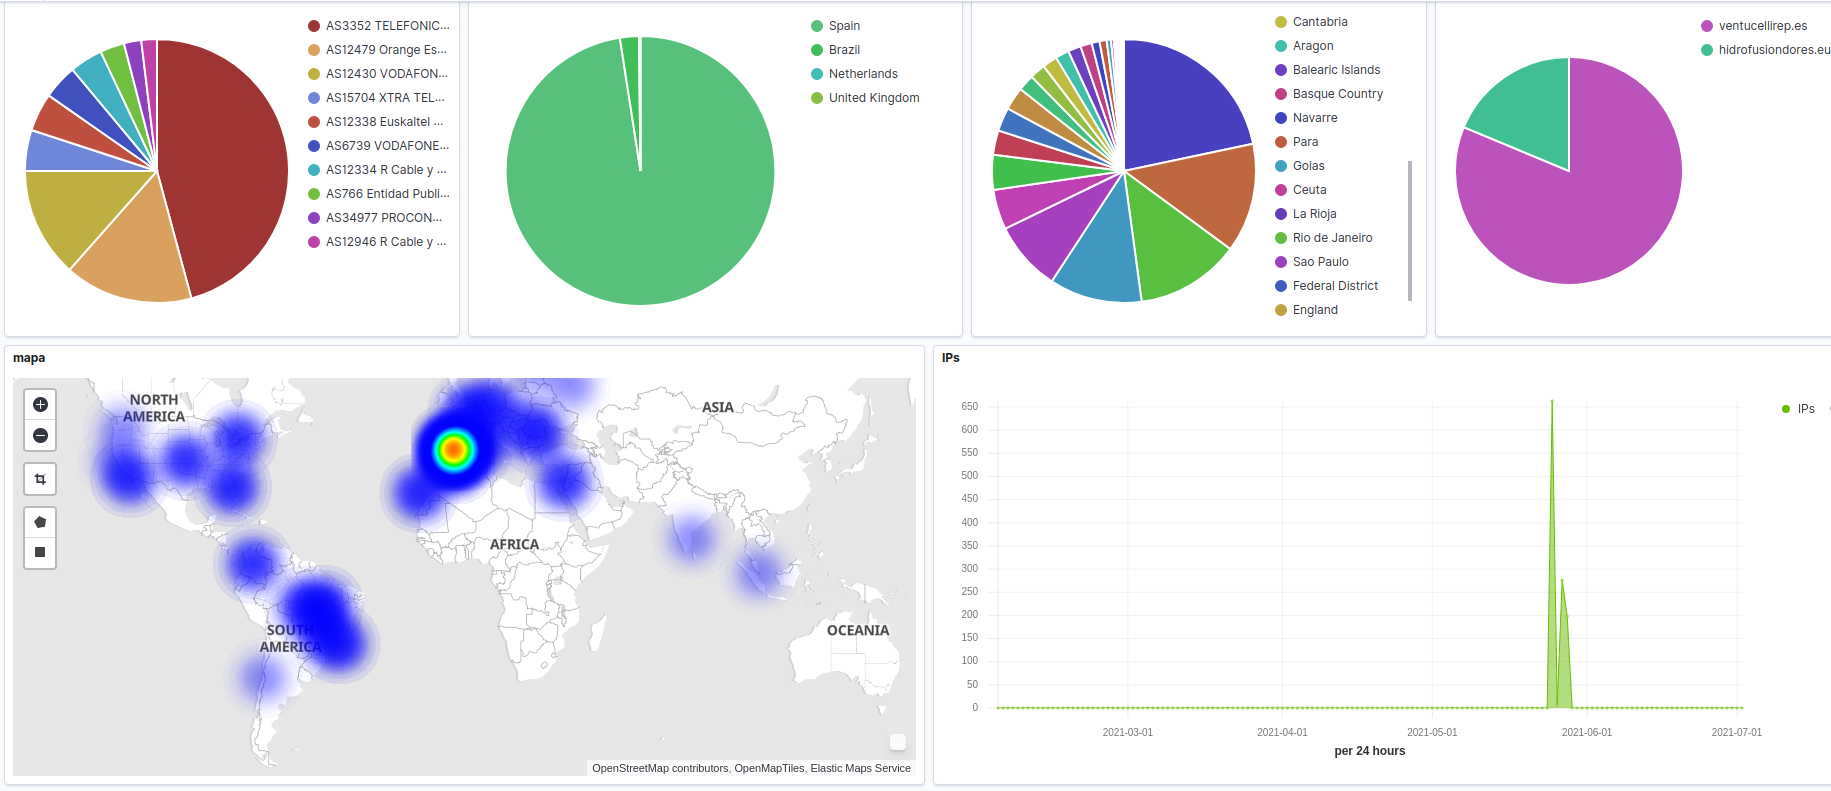 AS3352 TELEFONIC...
AS12479 Orange Es...
AS12430 VODAFON...
AS15704 XTRA TEL...
AS12338 Euskaltel ...
AS6739 VODAFONE...
AS12334 R Cable y ...
AS766 Entidad Publi...
AS34977 PROCON...
AS12946 R Cable y ...
Spain
Brazil
Netherlands
United Kingdom
Cantabria
Aragon
Balearic Islands
Basque Country
Navarre
Para
Goias
Ceuta
La Rioja
Rio de Janeiro
Sao Paulo
Federal District
England
ventucellirep.es
hidrofusiondores.eu
mapa
NORTH
AMERICA
ASIA
AFRICA
SOUTH
AMERICA
OCEANIA
OpenStreetMap contributors, OpenMapTiles, Elastic Maps Service
IPs
650
600
550
500
450
400
350
300
250
200
150
100
50
0
2021-03-01
2021-04-01
2021-05-01
2021-06-01
2021-07-01
per 24 hours
IPs